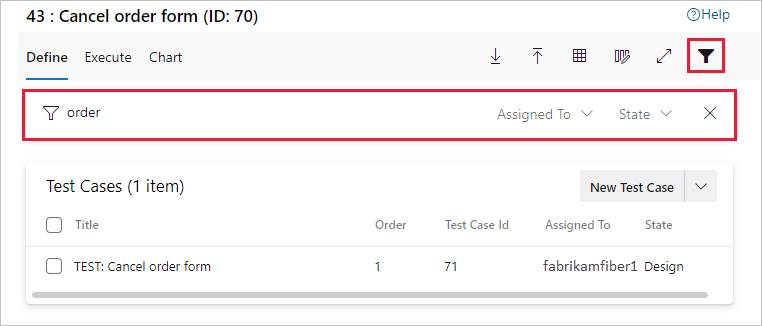 43 : Cancel order form (ID: 70)
Help
Define Execute Chart
order Assigned To State
Test Cases (1 item) New Test Case
Title Order Test Case Id Assigned To State
TEST: Cancel order form 1 71 fabrikamfiber1 Design